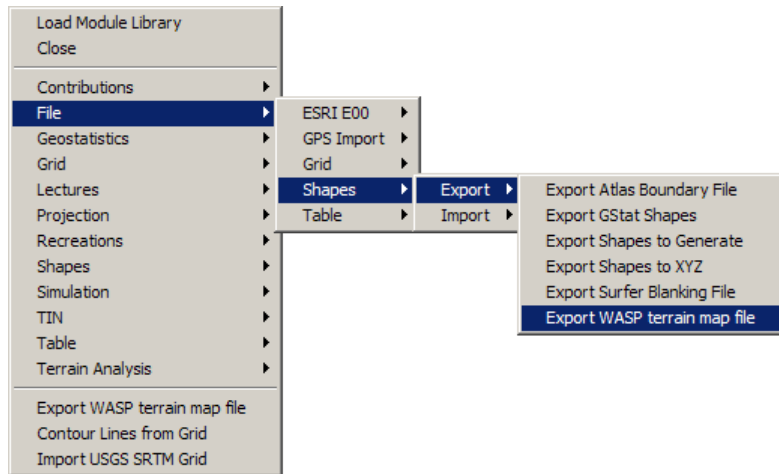 Load Module Library
Close
Contributions
File
Geostatistics
Grid
Lectures
Projection
Recreations
Shapes
Simulation
TIN
Table
Terrain Analysis
Export WASP terrain map file
Contour Lines from Grid
Import USGS SRTM Grid
ESRI E00
GPS Import
Grid
Shapes
Table
Export
Import
Export Atlas Boundary File
Export GStat Shapes
Export Shapes to Generate
Export Shapes to XYZ
Export Surfer Blanking File
Export WASP terrain map file